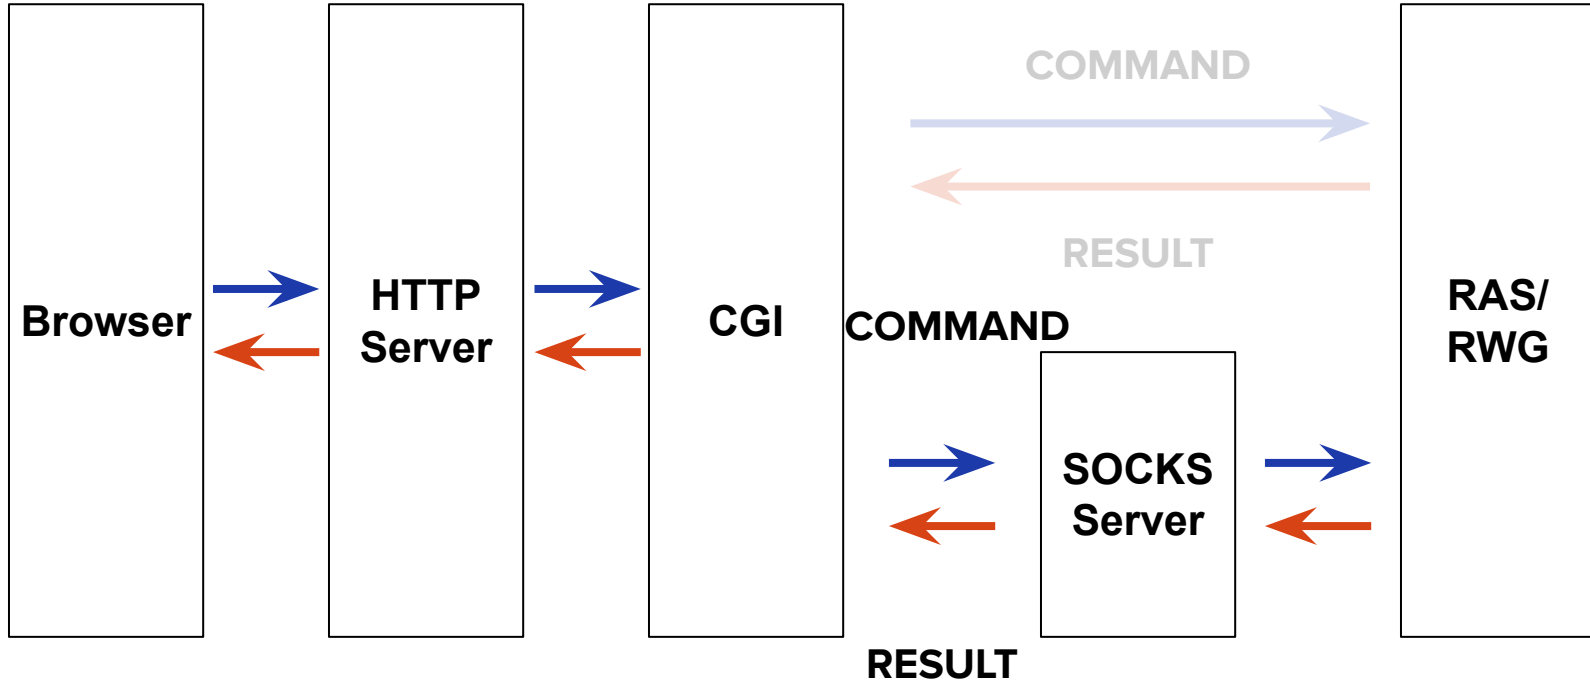 COMMAND
RESULT
Browser
HTTP
Server
CGI
COMMAND
RAS/
RWG
SOCKS
Server
RESULT